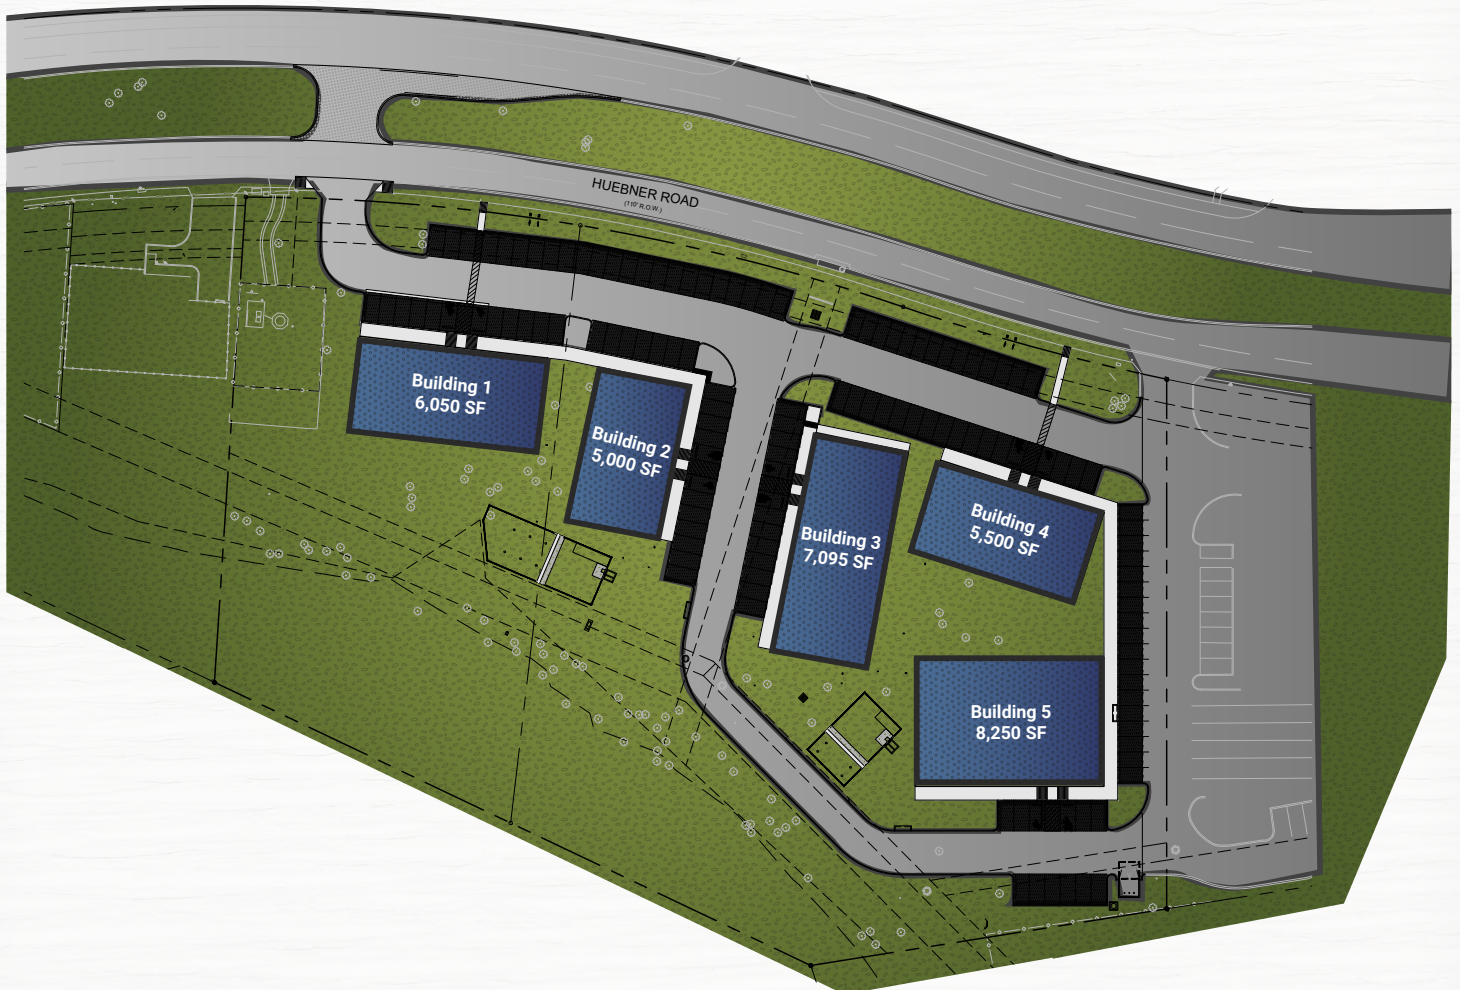 HUEBNER ROAD
(110' R.O.W.)
Building 1
6,050 SF
Building 2
5,000 SF
Building 3
7,095 SF
Building 4
5,500 SF
Building 5
8,250 SF